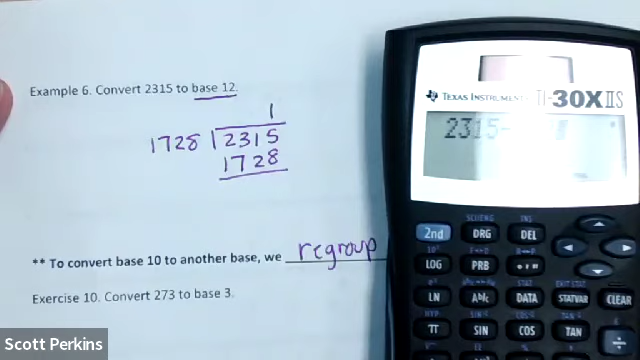 Example 6. Convert 2315 to base 12.
1
1728 2315
1728
** To convert base 10 to another base, we regroup
Exercise 10. Convert 273 to base 3.
TEXAS INSTRUMENTS TI-30X IIS
2315-
2nd DRG DEL
LOG PRB
LN DATA STATVAR CLEAR
π SIN COS TAN
÷
Scott Perkins